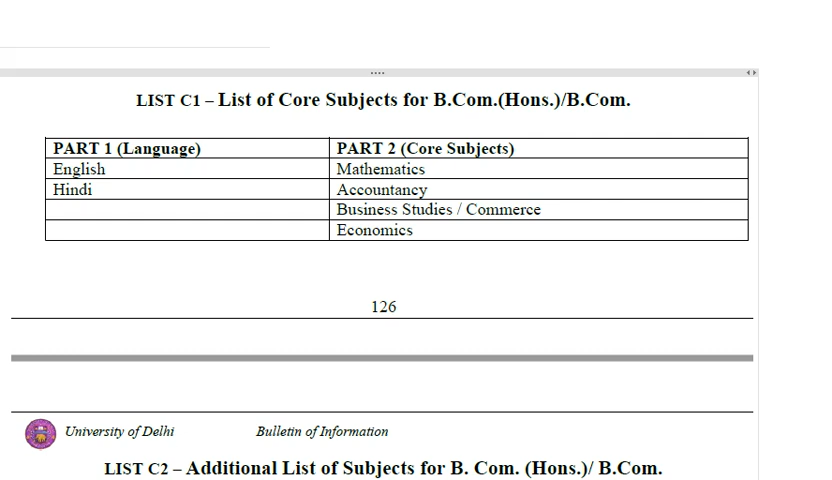 LIST C1 – List of Core Subjects for B.Com.(Hons.)/B.Com.
PART 1 (Language) PART 2 (Core Subjects)
English Mathematics
Hindi Accountancy
Business Studies / Commerce
Economics
126
University of Delhi Bulletin of Information
LIST C2 – Additional List of Subjects for B. Com. (Hons.)/ B.Com.